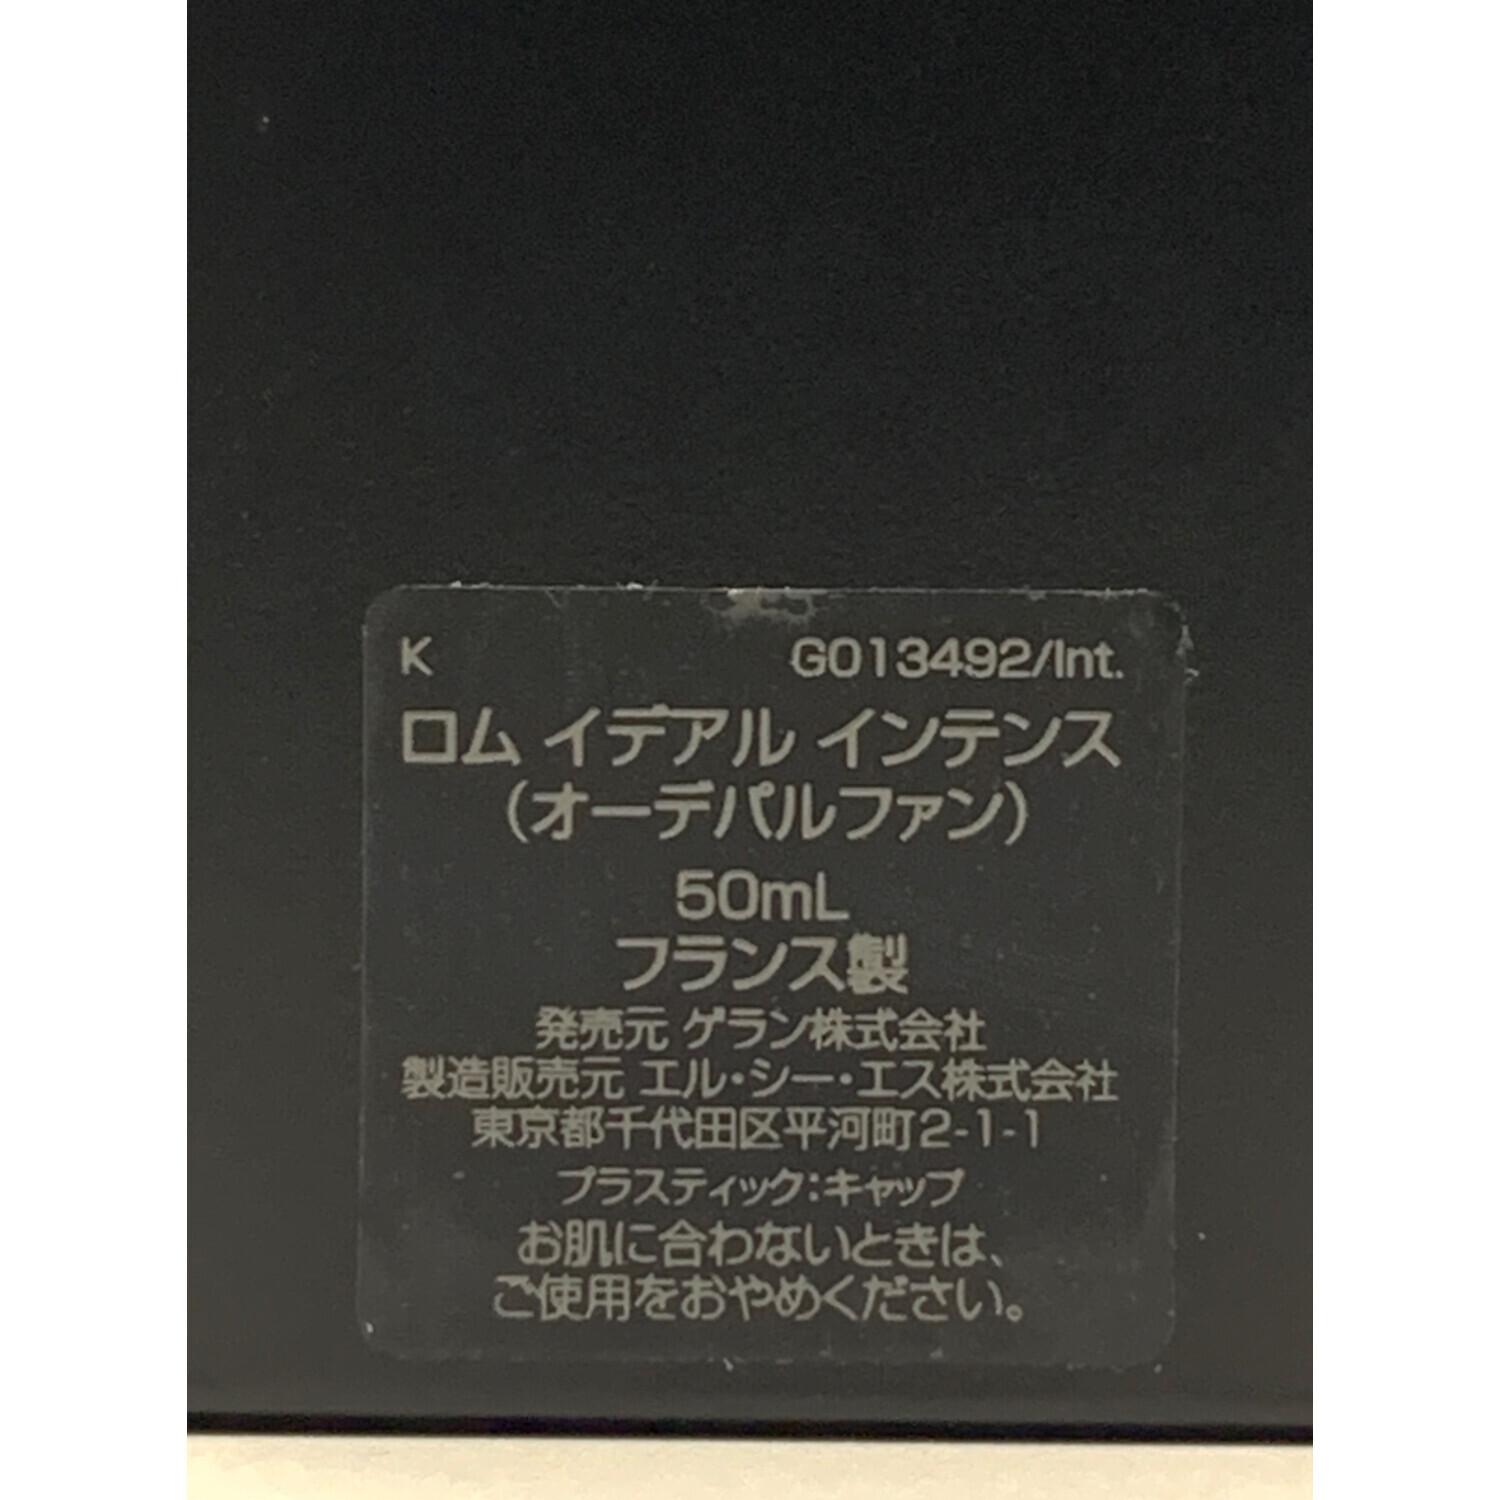 K G013492/Int.
ロム イデアル インテンス
(オーデパルファン)
50mL
フランス製
発売元 ゲラン株式会社
製造販売元 エル・シー・エス株式会社
東京都千代田区平河町2-1-1
プラスティック:キャップ
お肌に合わないときは、
ご使用をおやめください。